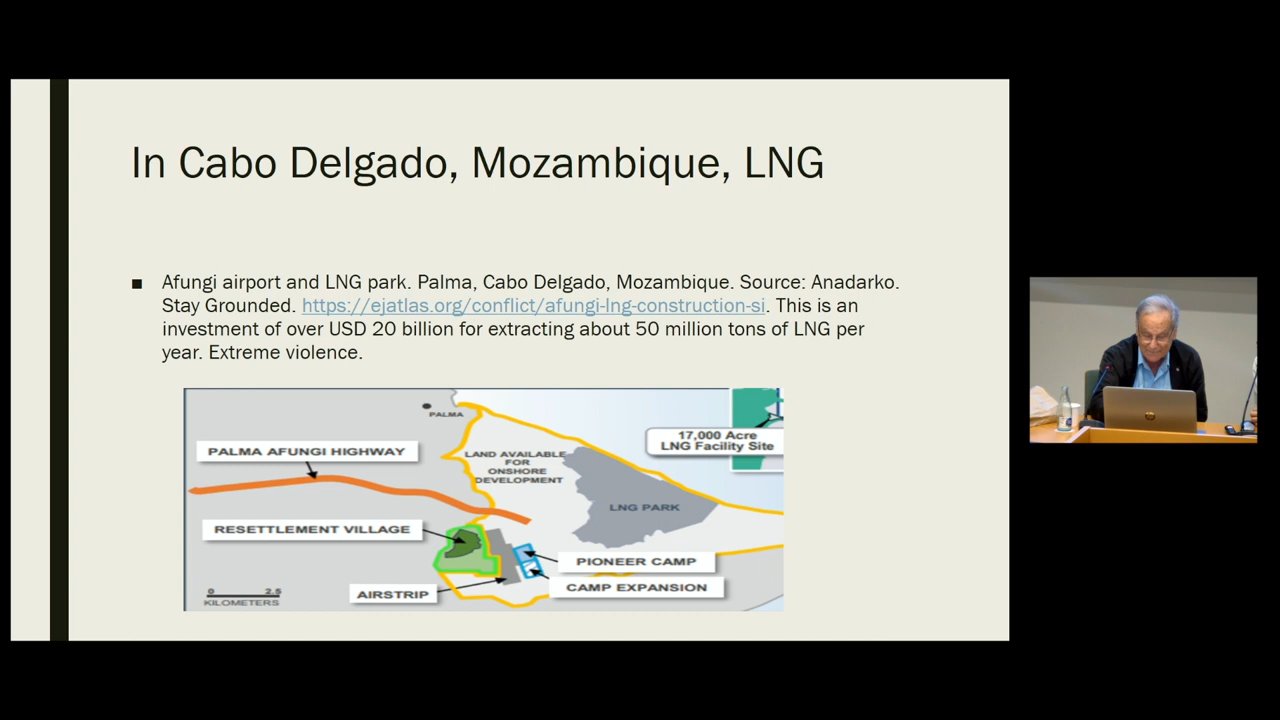 In Cabo Delgado, Mozambique, LNG
■ Afungi airport and LNG park. Palma, Cabo Delgado, Mozambique. Source: Anadarko.
Stay Grounded. https://ejatlas.org/conflict/afungi-lng-construction-si. This is an
investment of over USD 20 billion for extracting about 50 million tons of LNG per
year. Extreme violence.
PALMA
17,000 Acre
LNG Facility Site
PALMA AFUNGI HIGHWAY
LAND AVAILABLE
FOR
ONSHORE
DEVELOPMENT
LNG PARK
RESETTLEMENT VILLAGE
PIONEER CAMP
CAMP EXPANSION
AIRSTRIP
0 2.5
KILOMETERS